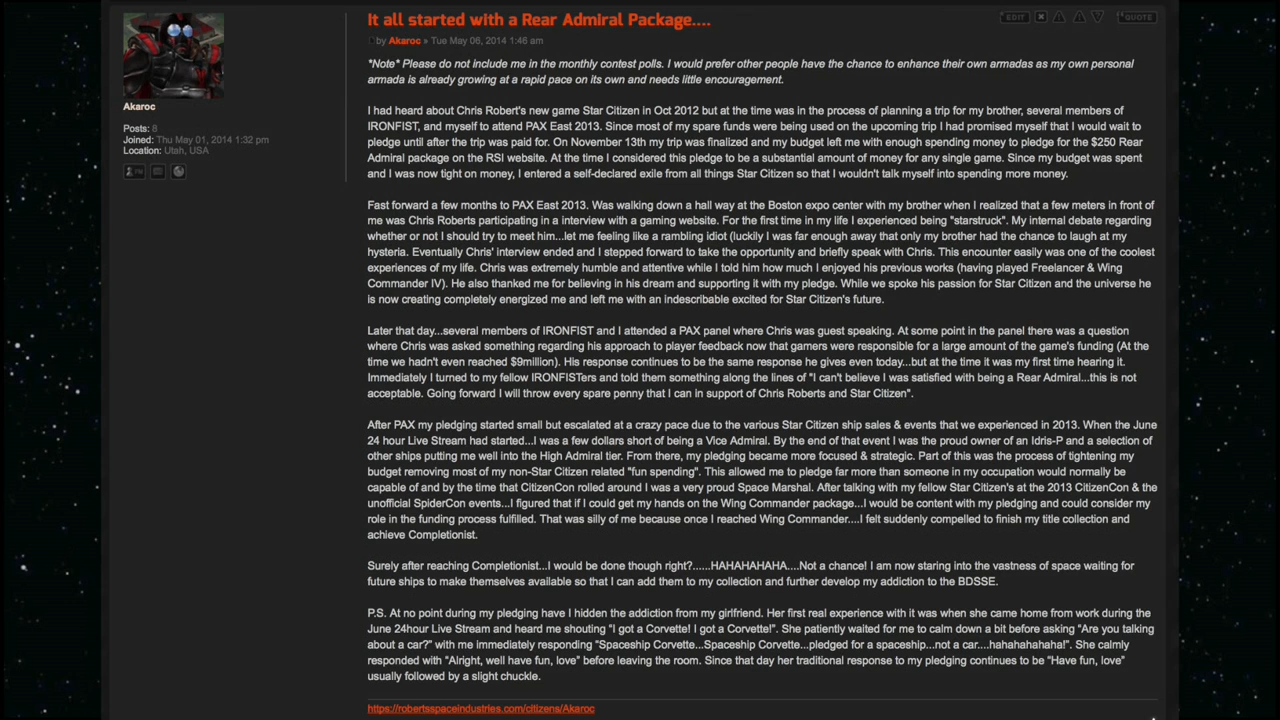 It all started with a Rear Admiral Package....
EDIT
QUOTE
by Akaroc » Tue May 06, 2014 1:46 am
Akaroc
Posts: 8
Joined: Thu May 01, 2014 1:32 pm
Location: Utah, USA
*Note* Please do not include me in the monthly contest polls. I would prefer other people have the chance to enhance their own armadas as my own personal
armada is already growing at a rapid pace on its own and needs little encouragement.
I had heard about Chris Robert's new game Star Citizen in Oct 2012 but at the time was in the process of planning a trip for my brother, several members of
IRONFIST, and myself to attend PAX East 2013. Since most of my spare funds were being used on the upcoming trip I had promised myself that I would wait to
pledge until after the trip was paid for. On November 13th my trip was finalized and my budget left me with enough spending money to pledge for the $250 Rear
Admiral package on the RSI website. At the time I considered this pledge to be a substantial amount of money for any single game. Since my budget was spent
and I was now tight on money, I entered a self-declared exile from all things Star Citizen so that I wouldn't talk myself into spending more money.
Fast forward a few months to PAX East 2013. Was walking down a hall way at the Boston expo center with my brother when I realized that a few meters in front of
me was Chris Roberts participating in a interview with a gaming website. For the first time in my life I experienced being "starstruck". My internal debate regarding
whether or not I should try to meet him...let me feeling like a rambling idiot (luckily I was far enough away that only my brother had the chance to laugh at my
hysteria. Eventually Chris' interview ended and I stepped forward to take the opportunity and briefly speak with Chris. This encounter easily was one of the coolest
experiences of my life. Chris was extremely humble and attentive while I told him how much I enjoyed his previous works (having played Freelancer & Wing
Commander IV). He also thanked me for believing in his dream and supporting it with my pledge. While we spoke his passion for Star Citizen and the universe he
is now creating completely energized me and left me with an indescribable excited for Star Citizen's future.
Later that day...several members of IRONFIST and I attended a PAX panel where Chris was guest speaking. At some point in the panel there was a question
where Chris was asked something regarding his approach to player feedback now that gamers were responsible for a large amount of the game's funding (At the
time we hadn't even reached $9million). His response continues to be the same response he gives even today...but at the time it was my first time hearing it.
Immediately I turned to my fellow IRONFISTers and told them something along the lines of "I can't believe I was satisfied with being a Rear Admiral...this is not
acceptable. Going forward I will throw every spare penny that I can in support of Chris Roberts and Star Citizen".
After PAX my pledging started small but escalated at a crazy pace due to the various Star Citizen ship sales & events that we experienced in 2013. When the June
24 hour Live Stream had started...I was a few dollars short of being a Vice Admiral. By the end of that event I was the proud owner of an Idris-P and a selection of
other ships putting me well into the High Admiral tier. From there, my pledging became more focused & strategic. Part of this was the process of tightening my
budget removing most of my non-Star Citizen related "fun spending". This allowed me to pledge far more than someone in my occupation would normally be
capable of and by the time that CitizenCon rolled around I was a very proud Space Marshal. After talking with my fellow Star Citizen's at the 2013 CitizenCon & the
unofficial SpiderCon events...I figured that if I could get my hands on the Wing Commander package...I would be content with my pledging and could consider my
role in the funding process fulfilled. That was silly of me because once I reached Wing Commander....I felt suddenly compelled to finish my title collection and
achieve Completionist.
Surely after reaching Completionist...I would be done though right?......HAHAHAHAHA....Not a chance! I am now staring into the vastness of space waiting for
future ships to make themselves available so that I can add them to my collection and further develop my addiction to the BDSSE.
P.S. At no point during my pledging have I hidden the addiction from my girlfriend. Her first real experience with it was when she came home from work during the
June 24hour Live Stream and heard me shouting “I got a Corvette! I got a Corvette!”. She patiently waited for me to calm down a bit before asking “Are you talking
about a car?” with me immediately responding “Spaceship Corvette...Spaceship Corvette...pledged for a spaceship...not a car....hahahahahaha!”. She calmly
responded with “Alright, well have fun, love” before leaving the room. Since that day her traditional response to my pledging continues to be “Have fun, love”
usually followed by a slight chuckle.
https://robertsspaceindustries.com/citizens/Akaroc